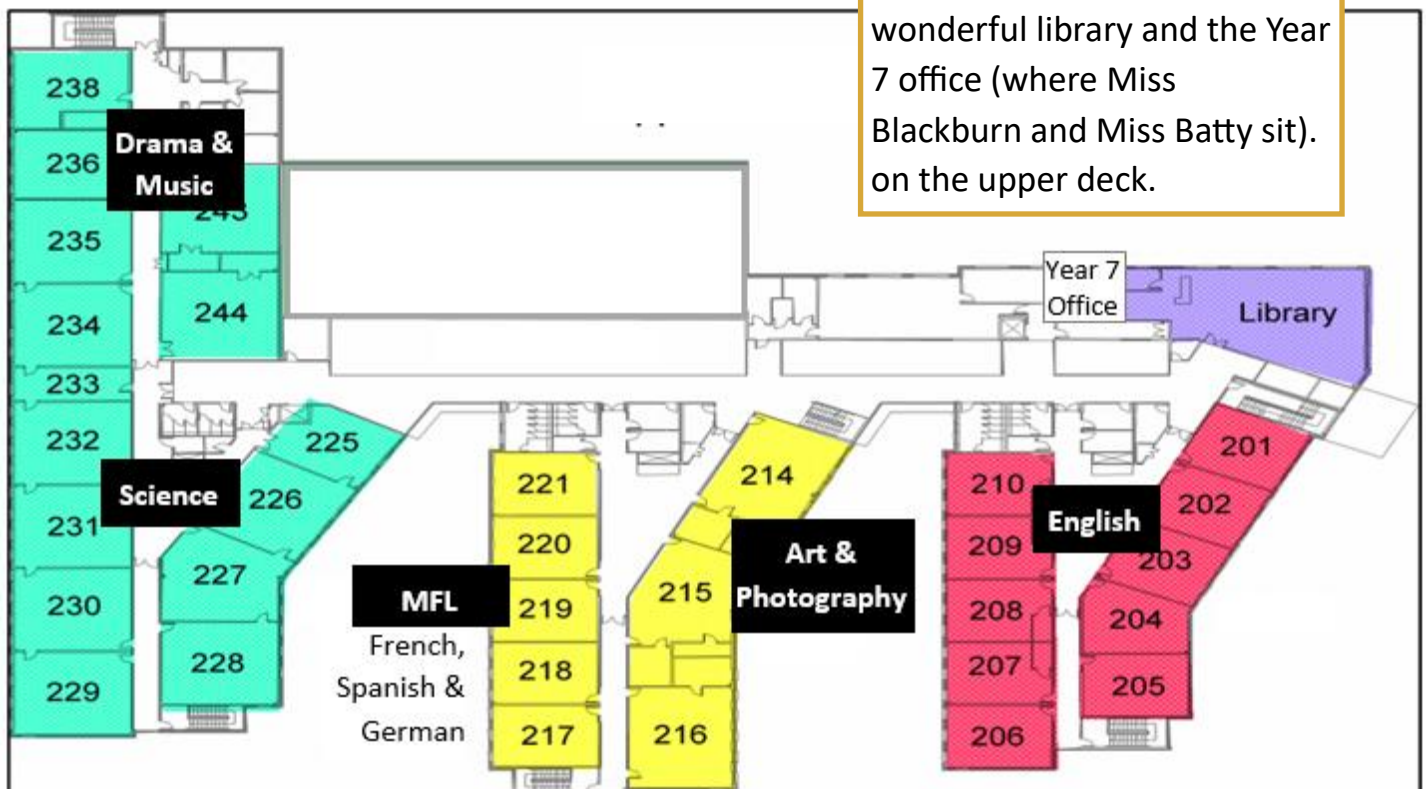 wonderful library and the Year
7 office (where Miss
Blackburn and Miss Batty sit).
on the upper deck.
238
Drama &
Music
236
243
235
244
234
233
232
Science
231
230
229
225
226
227
228
Year 7
Office
Library
221
220
219
218
217
MFL
French,
Spanish &
German
214
215
216
Art &
Photography
210
209
208
207
206
English
201
202
203
204
205